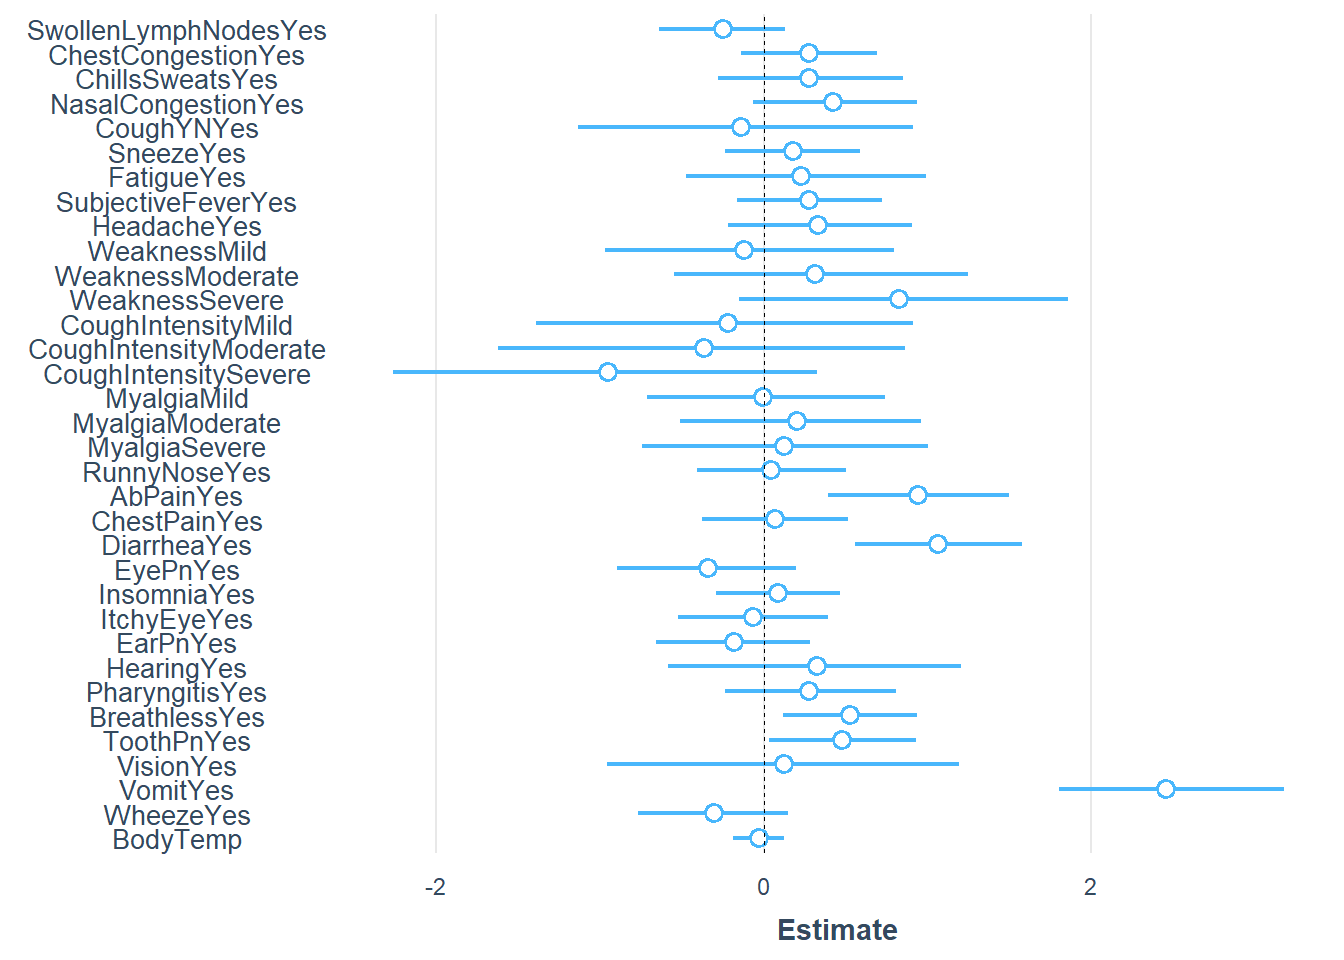 SwollenLymphNodesYes
ChestCongestionYes
ChillsSweatsYes
NasalCongestionYes
CoughYNYes
SneezeYes
FatigueYes
SubjectiveFeverYes
HeadacheYes
WeaknessMild
WeaknessModerate
WeaknessSevere
CoughIntensityMild
CoughIntensityModerate
CoughIntensitySevere
MyalgiaMild
MyalgiaModerate
MyalgiaSevere
RunnyNoseYes
AbPainYes
ChestPainYes
DiarrheaYes
EyePnYes
InsomniaYes
ItchyEyeYes
EarPnYes
HearingYes
PharyngitisYes
BreathlessYes
ToothPnYes
VisionYes
VomitYes
WheezeYes
BodyTemp
-2 0 2
Estimate